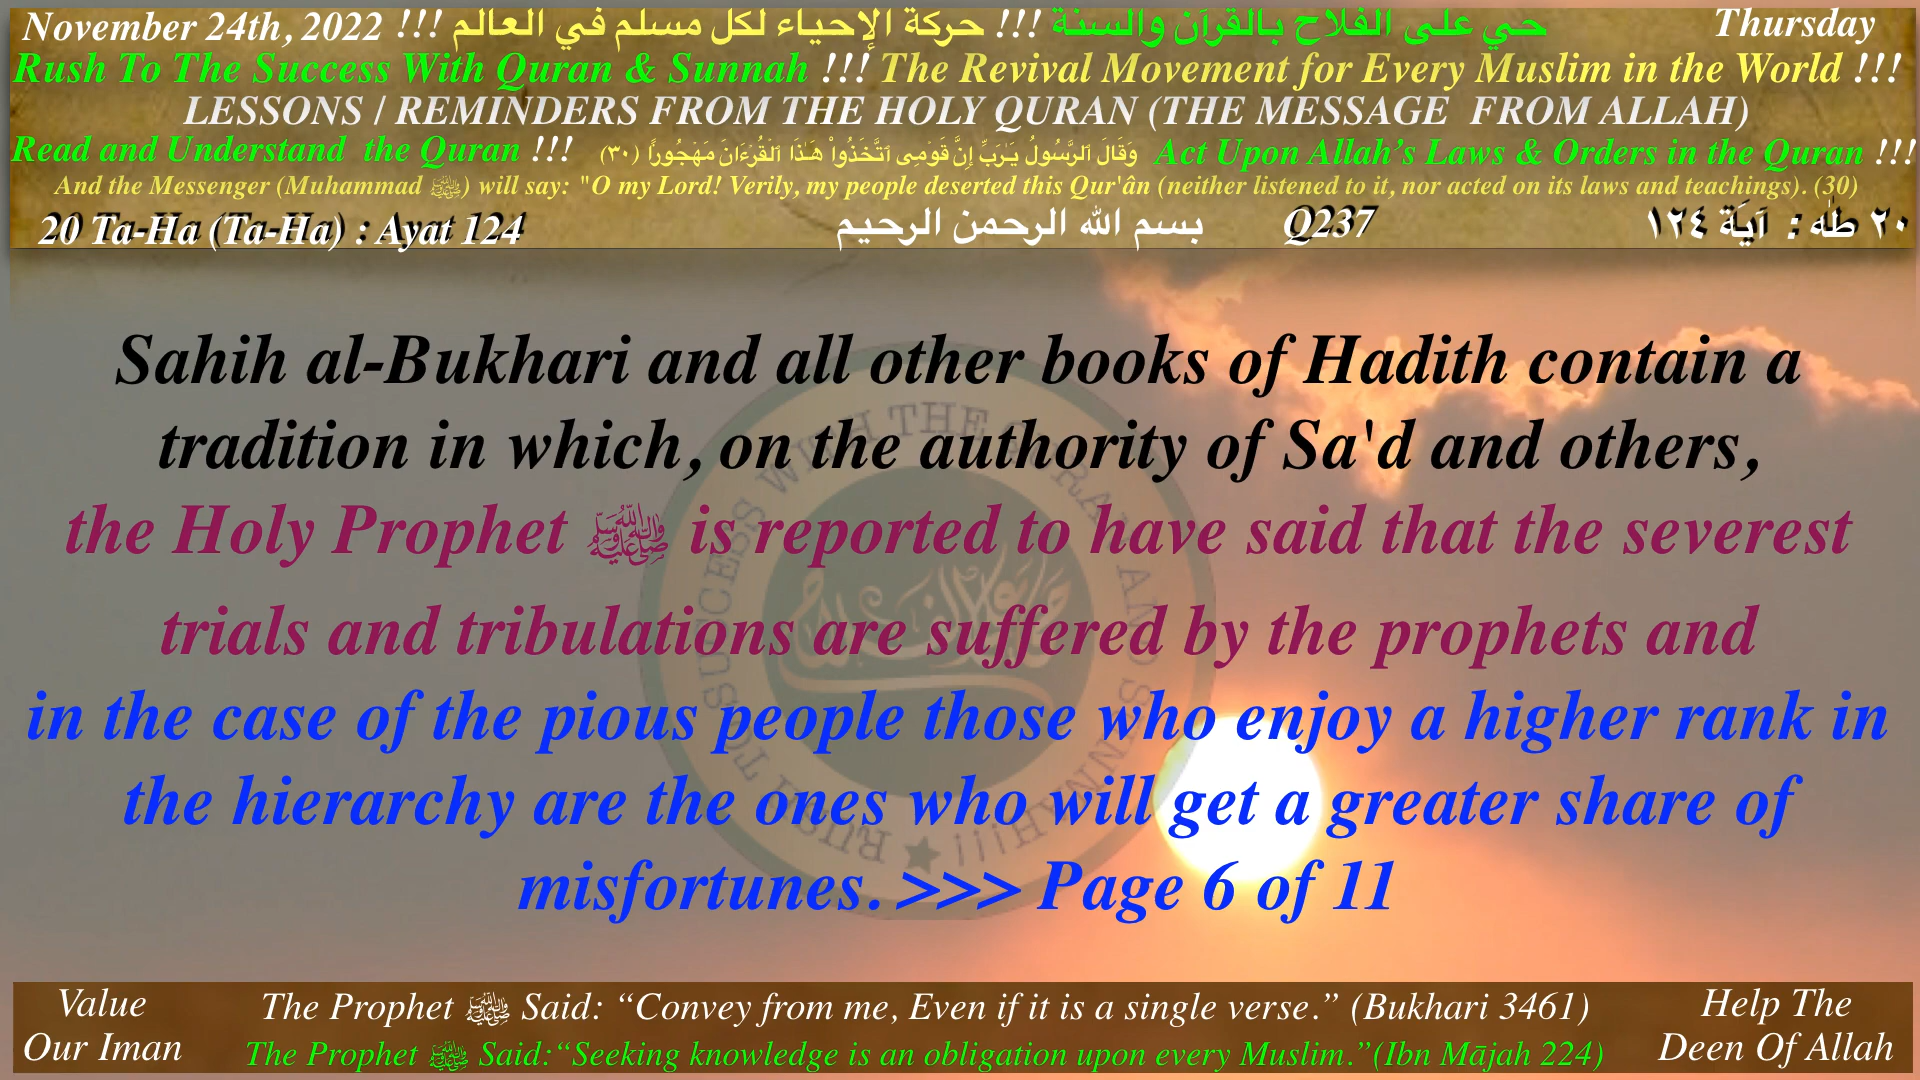 November 24th, 2022 !!! حركة الإحياء لكل مسلم في العالم !!! حي على الفلاح بالقرآن والسنة Thursday
Rush To The Success With Quran & Sunnah !!! The Revival Movement for Every Muslim in the World !!!
LESSONS / REMINDERS FROM THE HOLY QURAN (THE MESSAGE FROM ALLAH)
Read and Understand the Quran !!! وَقَالَ ٱلرَّسُولُ يَـٰرَبِّ إِنَّ قَوْمِى ٱتَّخَذُوا۟ هَـٰذَا ٱلْقُرْءَانَ مَهْجُورًا (٣٠) Act Upon Allah’s Laws & Orders in the Quran !!!
And the Messenger (Muhammad ﷺ) will say: "O my Lord! Verily, my people deserted this Qur'ân (neither listened to it, nor acted on its laws and teachings). (30)
20 Ta-Ha (Ta-Ha) : Ayat 124 بسم الله الرحمن الرحيم Q237 ٢٠ طه : آية ١٢٤
Sahih al-Bukhari and all other books of Hadith contain a
tradition in which, on the authority of Sa'd and others,
the Holy Prophet ﷺ is reported to have said that the severest
trials and tribulations are suffered by the prophets and
in the case of the pious people those who enjoy a higher rank in
the hierarchy are the ones who will get a greater share of
misfortunes. >>> Page 6 of 11
RUSH TO SUCCESS WITH THE QURAN AND SUNNAH !!!
Value
Our Iman
The Prophet ﷺ Said: “Convey from me, Even if it is a single verse.” (Bukhari 3461)
The Prophet ﷺ Said:“Seeking knowledge is an obligation upon every Muslim.”(Ibn Mājah 224)
Help The
Deen Of Allah